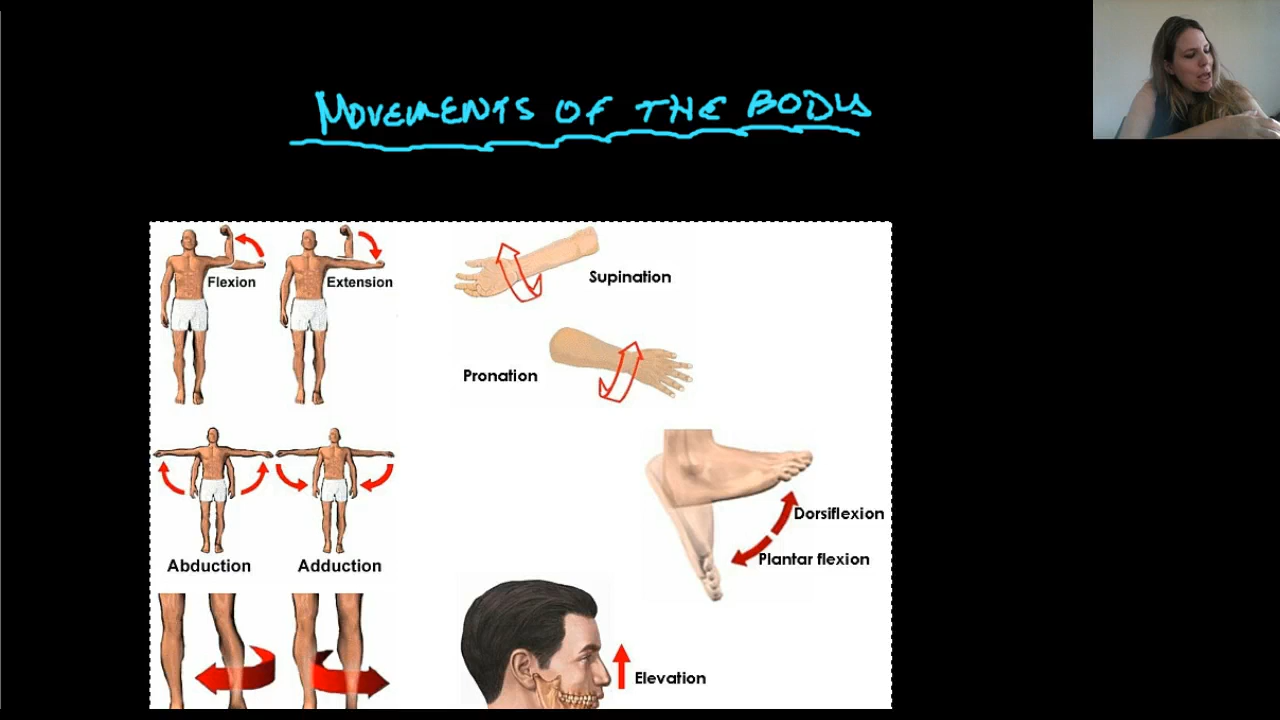 MOVEMENTS OF THE BODY
Flexion
Extension
Supination
Pronation
Dorsiflexion
Plantar flexion
Abduction
Adduction
Elevation